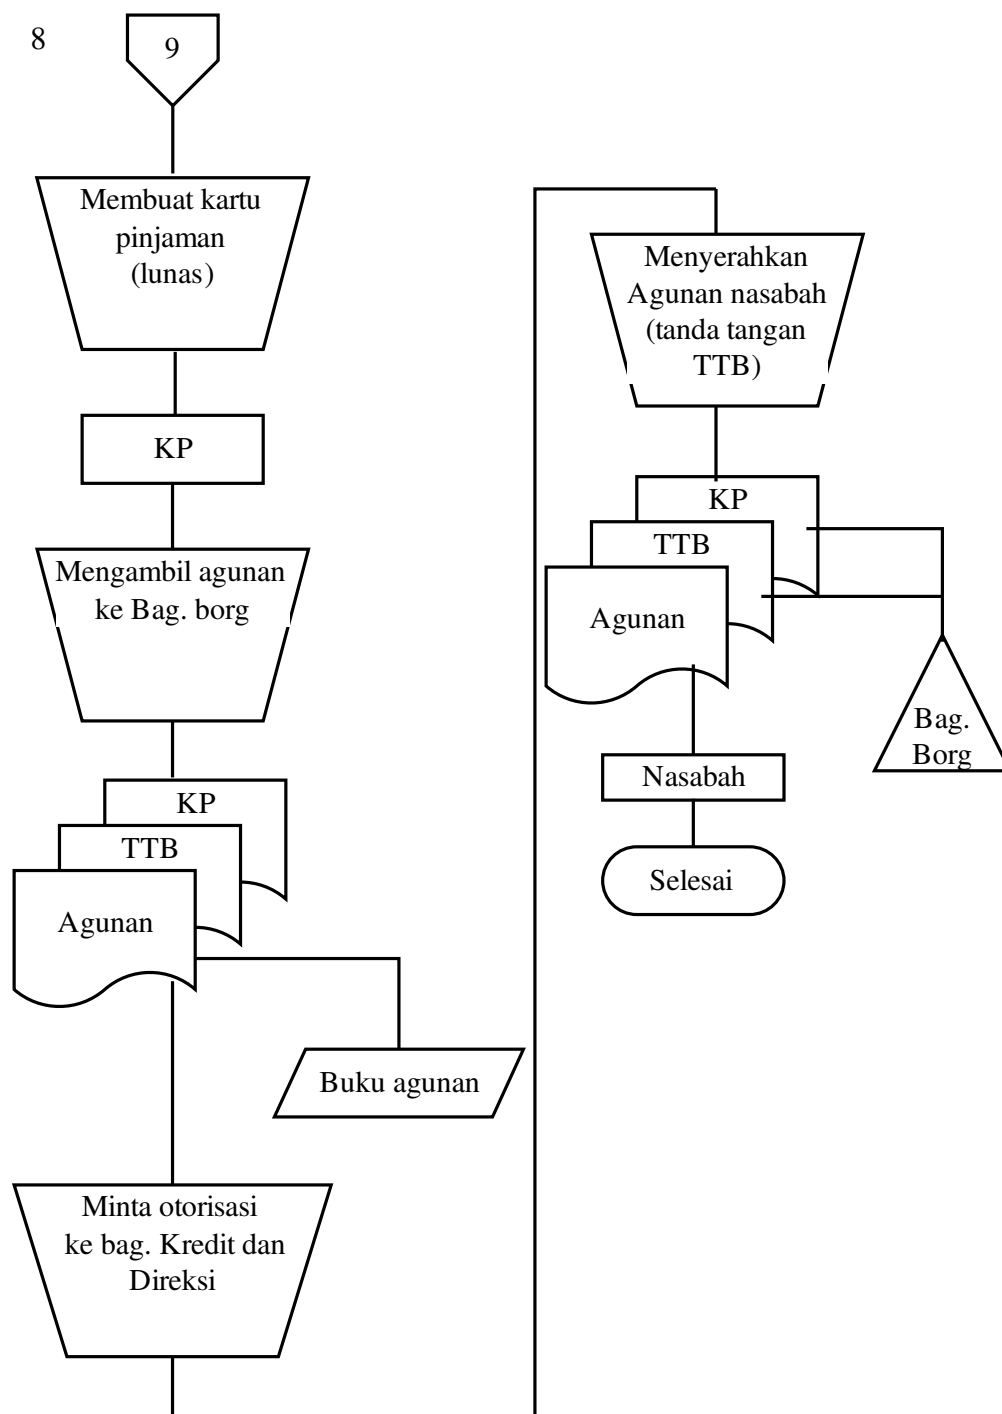 8
9
Membuat kartu
pinjaman
(lunas)
KP
Mengambil agunan
ke Bag. borg
KP
TTB
Agunan
Buku agunan
Minta otorisasi
ke bag. Kredit dan
Direksi
Menyerahkan
Agunan nasabah
(tanda tangan
TTB)
KP
TTB
Agunan
Bag.
Borg
Nasabah
Selesai